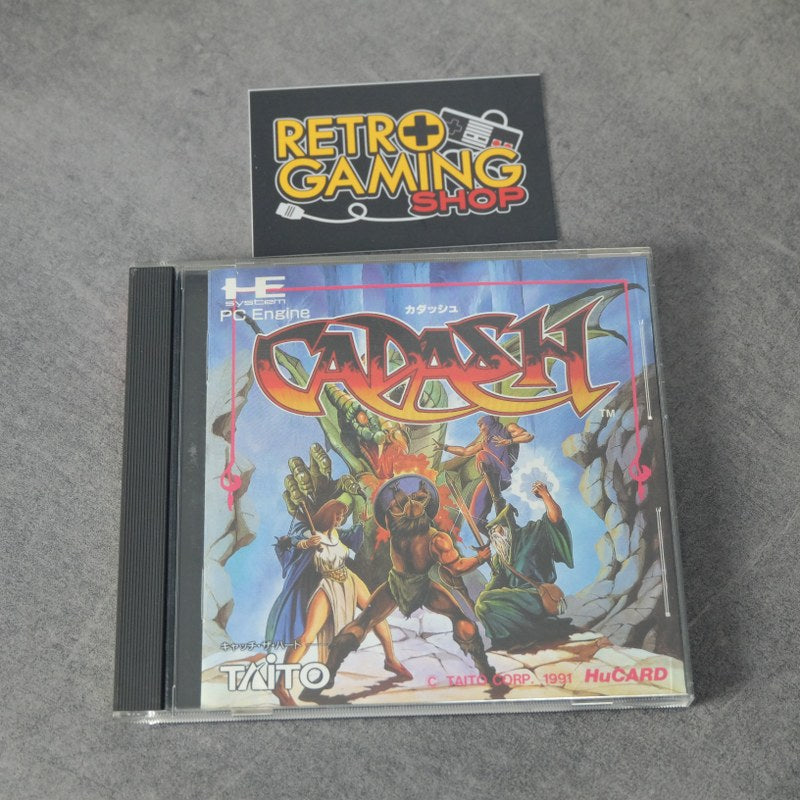 RETRO
GAMING
SHOP
HE
system
PC Engine
カダッシュ
CADASH
TM
キャッチ・ザ・ハート
TAITO
© TAITO CORP. 1991 HuCARD